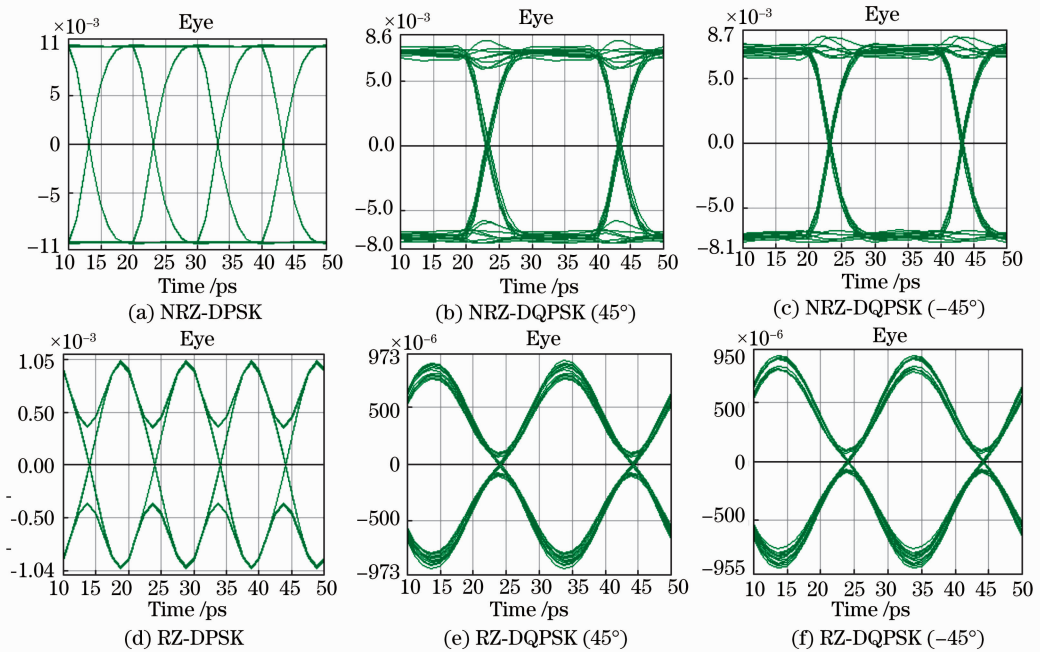 ×10⁻³ Eye
11
5
0
−5
−11
10 15 20 25 30 35 40 45 50
Time /ps
(a) NRZ-DPSK
×10⁻³ Eye
8.6
5.0
0.0
−5.0
−8.0
10 15 20 25 30 35 40 45 50
Time /ps
(b) NRZ-DQPSK (45°)
×10⁻³ Eye
8.7
5.0
0.0
−5.0
−8.1
10 15 20 25 30 35 40 45 50
Time /ps
(c) NRZ-DQPSK (−45°)
×10⁻³ Eye
1.05
0.50
0.00
-0.50
-1.04
10 15 20 25 30 35 40 45 50
Time /ps
(d) RZ-DPSK
×10⁻⁶ Eye
973
500
0
−500
−973
10 15 20 25 30 35 40 45 50
Time /ps
(e) RZ-DQPSK (45°)
×10⁻⁶ Eye
950
500
0
−500
−955
10 15 20 25 30 35 40 45 50
Time /ps
(f) RZ-DQPSK (−45°)